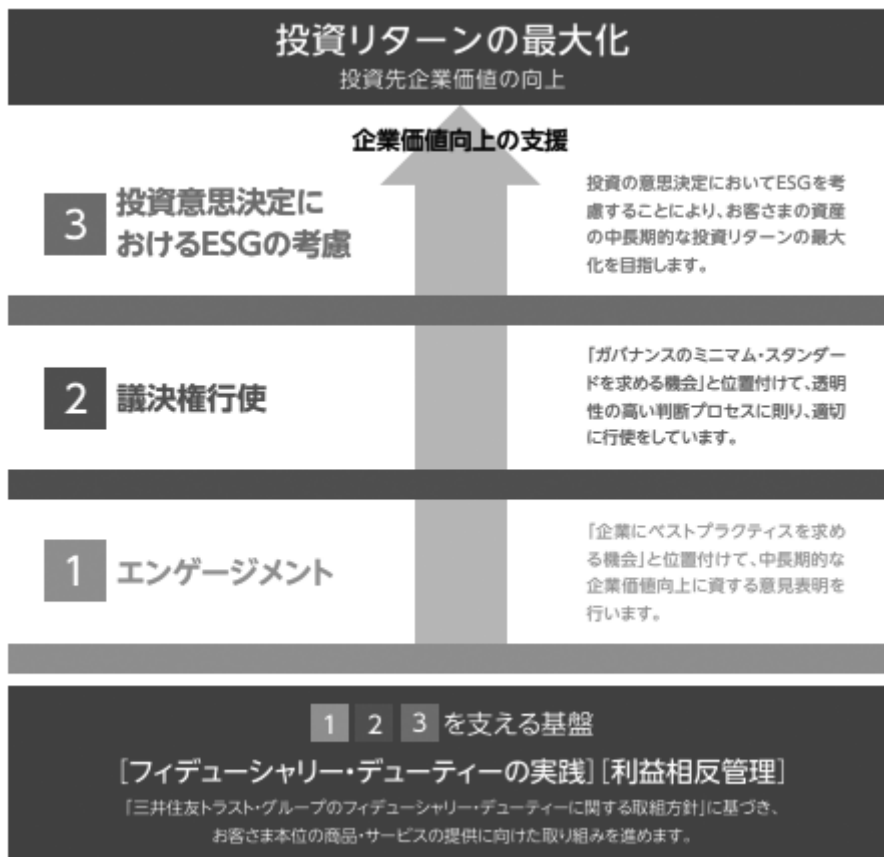 投資リターンの最大化
投資先企業価値の向上
企業価値向上の支援
3
投資意思決定に
おけるESGの考慮
投資の意思決定においてESGを考
慮することにより、お客さまの資産
の中長期的な投資リターンの最大
化を目指します。
2
議決権行使
「ガバナンスのミニマム・スタンダー
ドを求める機会」と位置付けて、透明
性の高い判断プロセスに則り、適切
に行使をしています。
1
エンゲージメント
「企業にベストプラクティスを求め
る機会」と位置付けて、中長期的な
企業価値向上に資する意見表明を
行います。
1 2 3 を支える基盤
[フィデューシャリー・デューティーの実践] [利益相反管理]
「三井住友トラスト・グループのフィデューシャリー・デューティーに関する取組方針」に基づき、
お客さま本位の商品・サービスの提供に向けた取り組みを進めます。